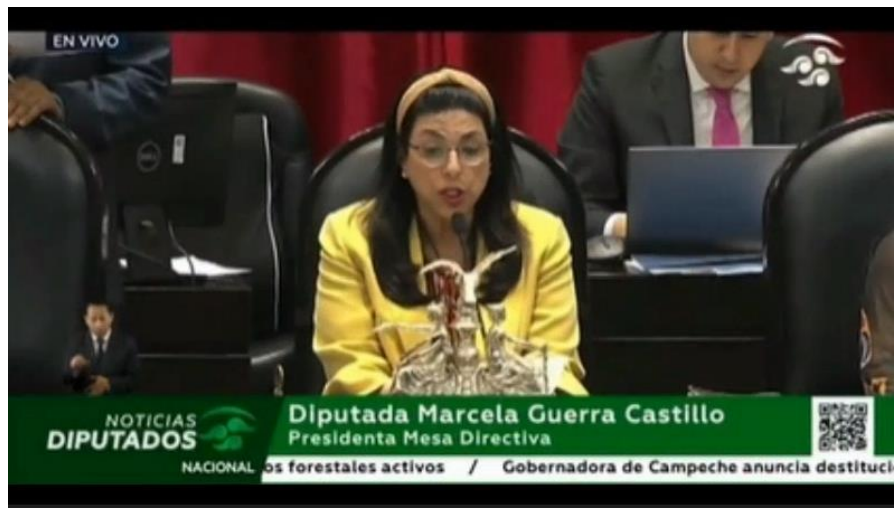 EN VIVO
DELL
NOTICIAS
DIPUTADOS
Diputada Marcela Guerra Castillo
Presidenta Mesa Directiva
NACIONAL
os forestales activos / Gobernadora de Campeche anuncia destituci